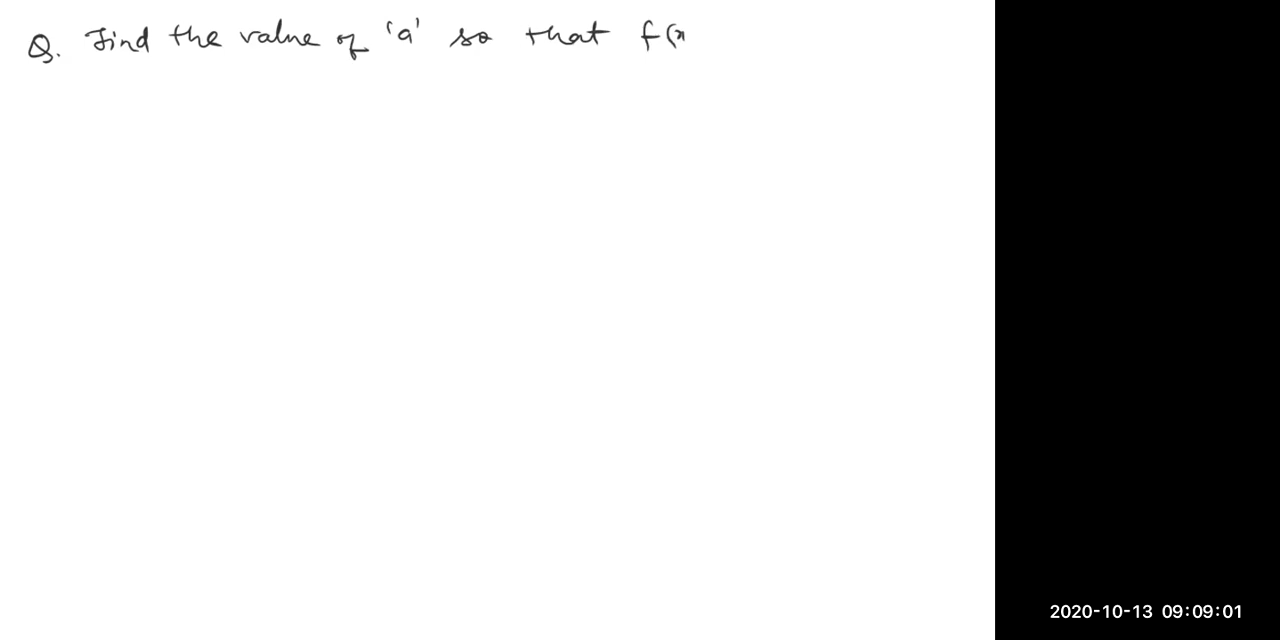 Q. Find the value of 'a' so that f(x
2020-10-13 09:09:01